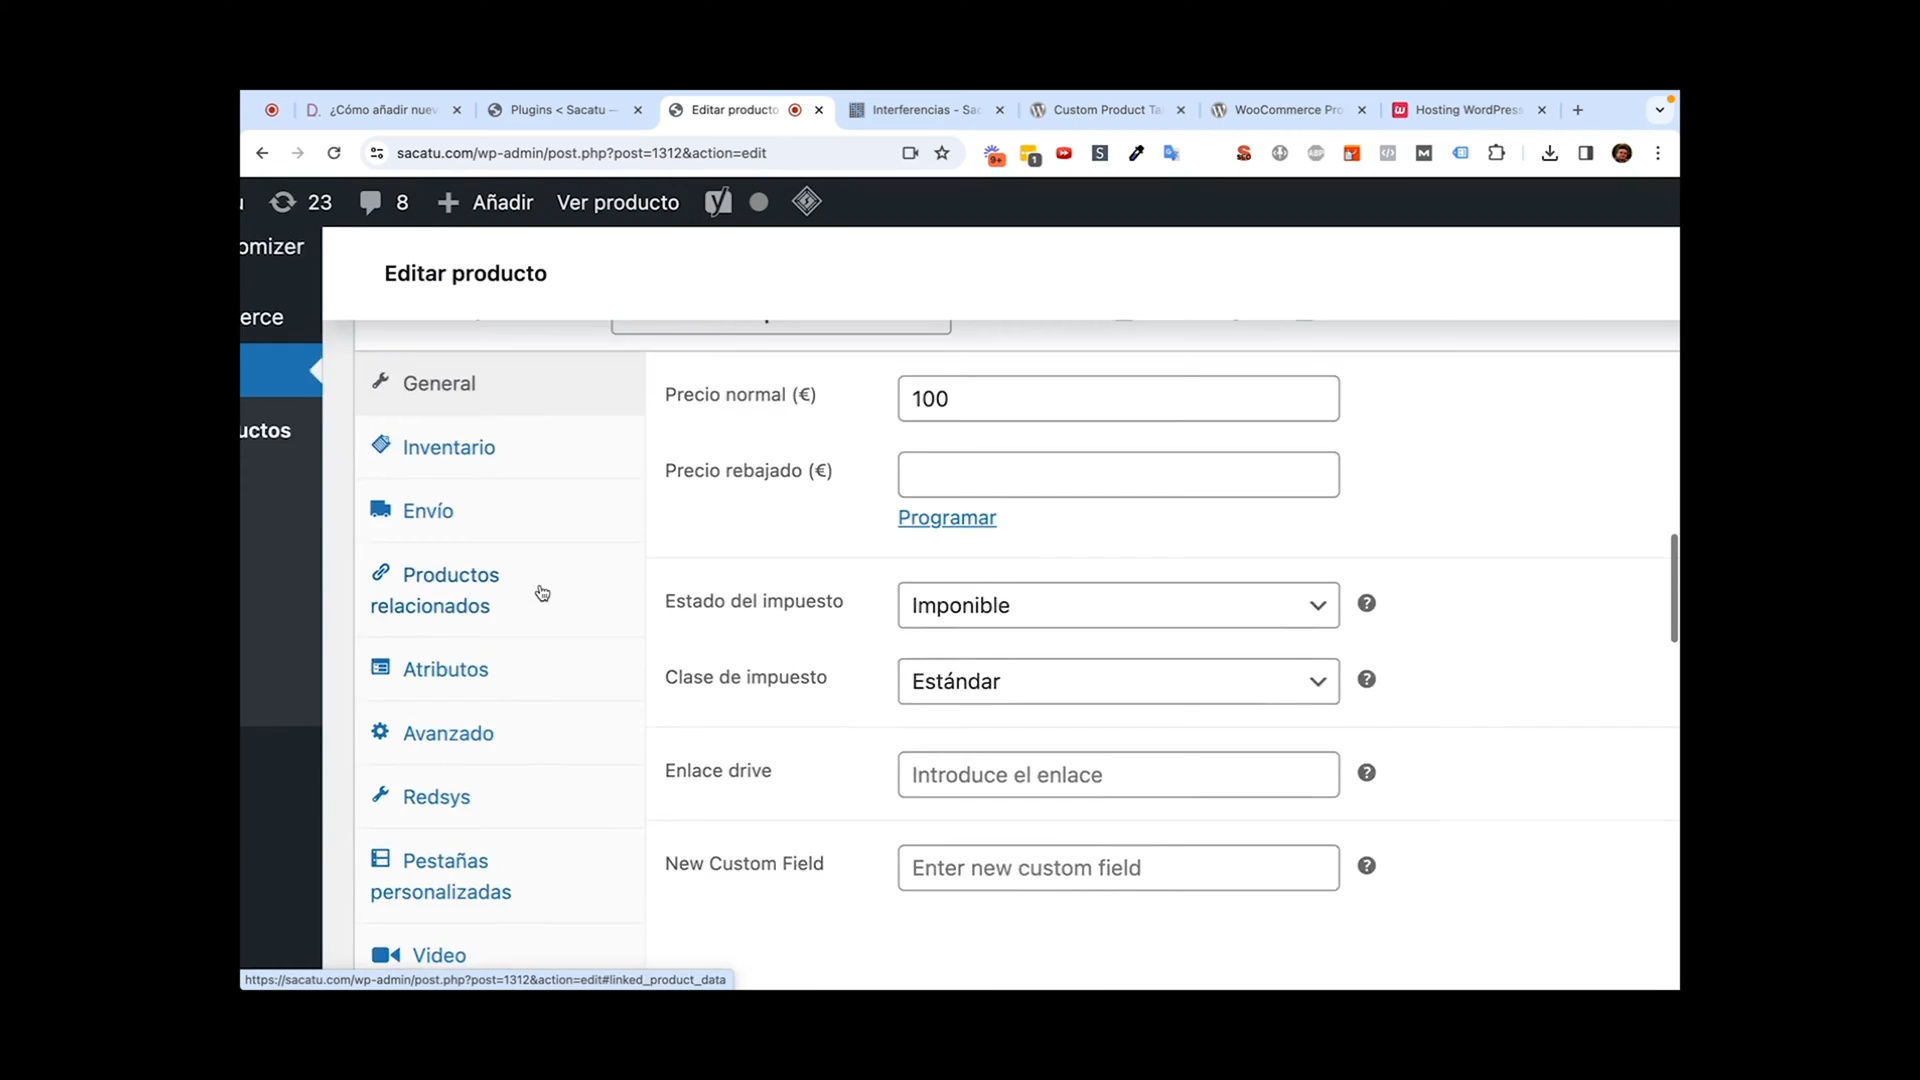 ¿Cómo añadir nuev
Plugins < Sacatu —
Editar producto
Interferencias - Sac
Custom Product Ta
WooCommerce Pro
Hosting WordPress
sacatu.com/wp-admin/post.php?post=1312&action=edit
9+
1
S
ABP
M
23
8
Añadir
Ver producto
omizer
Editar producto
erce
uctos
General
Inventario
Envío
Productos
relacionados
Atributos
Avanzado
Redsys
Pestañas
personalizadas
Video
Precio normal (€)
100
Precio rebajado (€)
Programar
Estado del impuesto
Imponible
Clase de impuesto
Estándar
Enlace drive
Introduce el enlace
New Custom Field
Enter new custom field
https://sacatu.com/wp-admin/post.php?post=1312&action=edit#linked_product_data